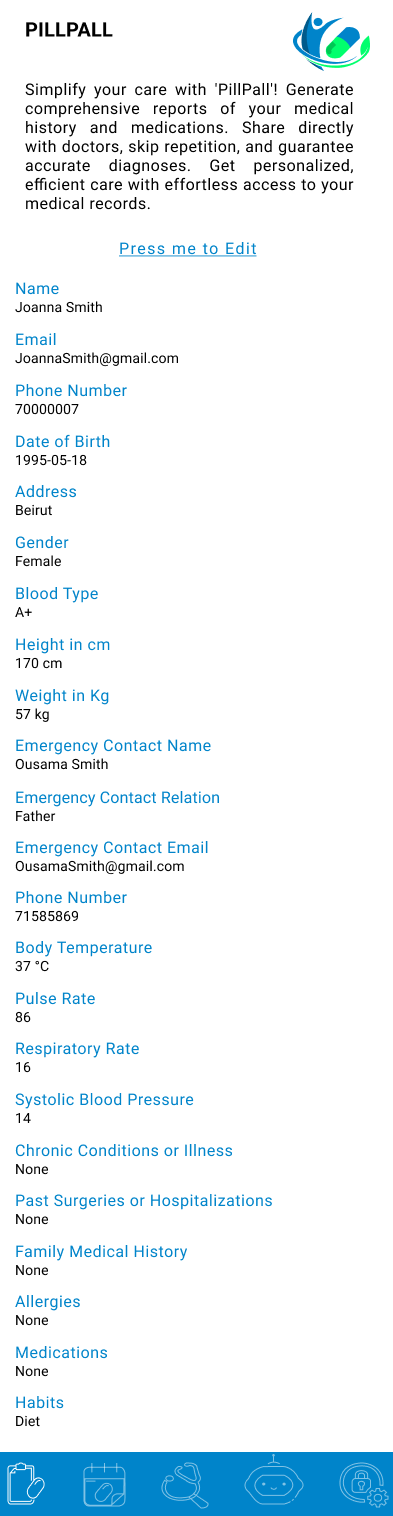 PILLPALL
Simplify your care with 'PillPall'! Generate
comprehensive reports of your medical
history and medications. Share directly
with doctors, skip repetition, and guarantee
accurate diagnoses. Get personalized,
efficient care with effortless access to your
medical records.
Press me to Edit
Name
Joanna Smith
Email
JoannaSmith@gmail.com
Phone Number
70000007
Date of Birth
1995-05-18
Address
Beirut
Gender
Female
Blood Type
A+
Height in cm
170 cm
Weight in Kg
57 kg
Emergency Contact Name
Ousama Smith
Emergency Contact Relation
Father
Emergency Contact Email
OusamaSmith@gmail.com
Phone Number
71585869
Body Temperature
37 °C
Pulse Rate
86
Respiratory Rate
16
Systolic Blood Pressure
14
Chronic Conditions or Illness
None
Past Surgeries or Hospitalizations
None
Family Medical History
None
Allergies
None
Medications
None
Habits
Diet